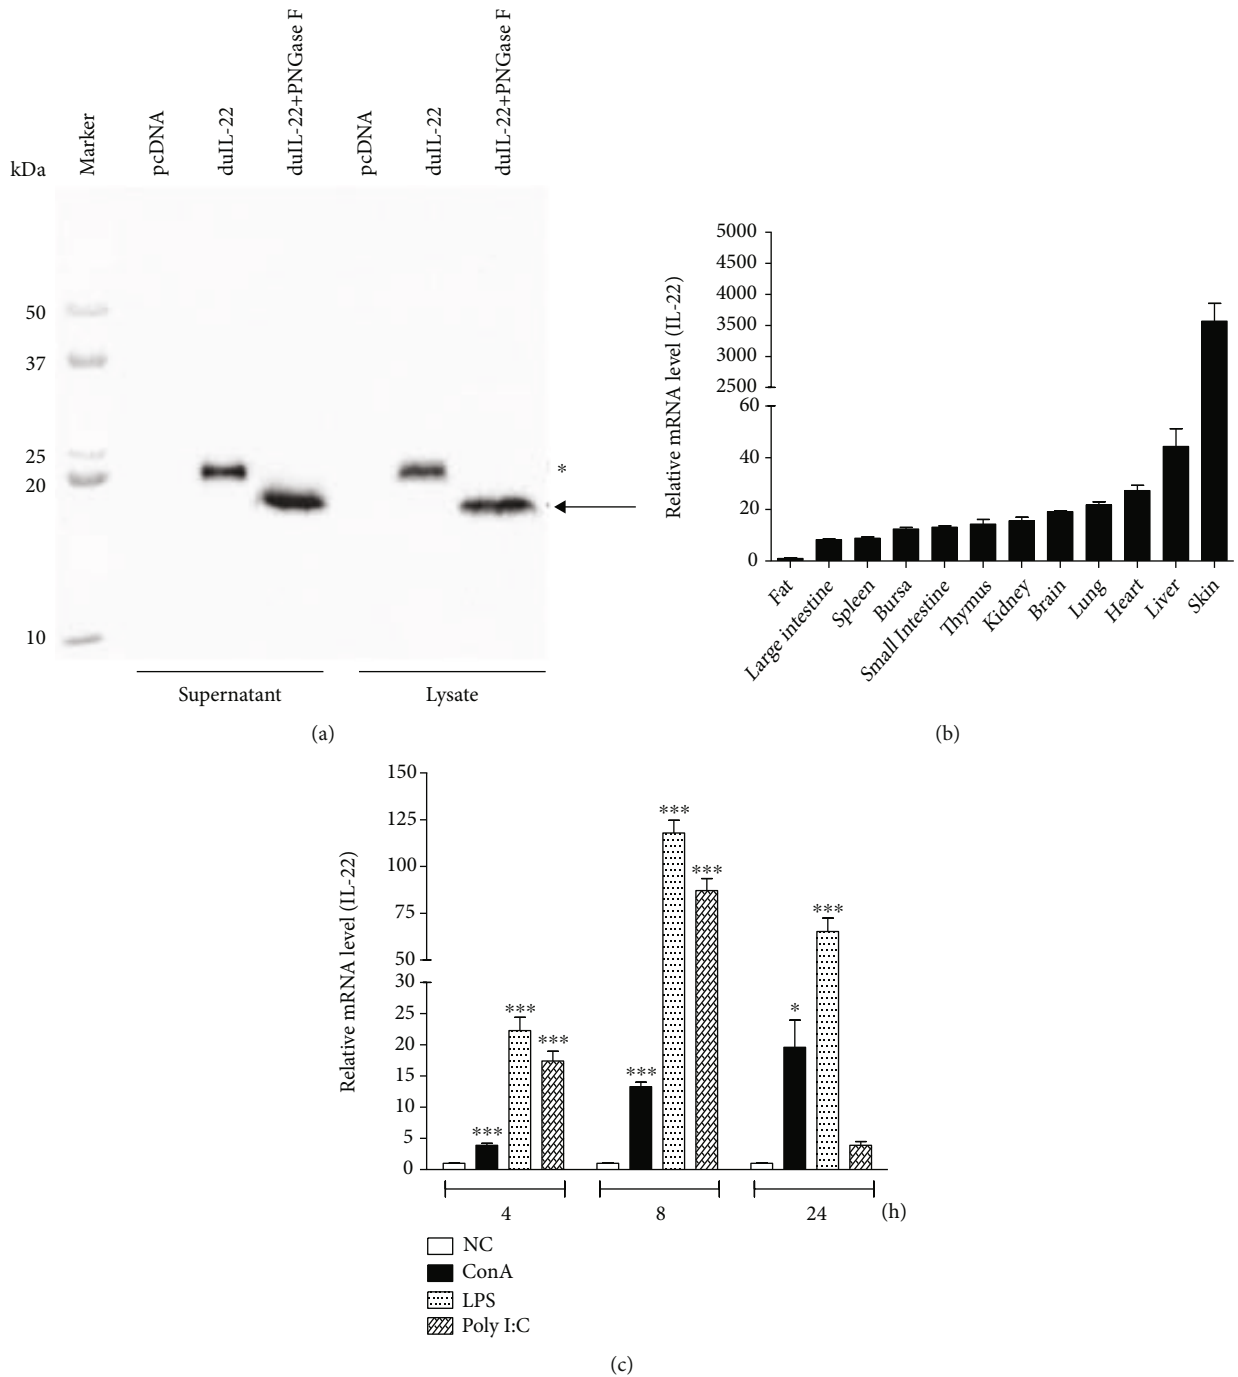 kDa
Marker
pcDNA
duIL-22
duIL-22+PNGase F
pcDNA
duIL-22
duIL-22+PNGase F
50
37
25
20
10
*
Supernatant
Lysate
(a)
Relative mRNA level (IL-22)
5000
4500
4000
3500
3000
2500
60
40
20
0
Fat
Large intestine
Spleen
Bursa
Small Intestine
Thymus
Kidney
Brain
Lung
Heart
Liver
Skin
(b)
Relative mRNA level (IL-22)
150
125
100
75
50
30
25
20
15
10
5
0
***
***
***
***
***
***
*
***
4
8
24
(h)
NC
ConA
LPS
Poly I:C
(c)